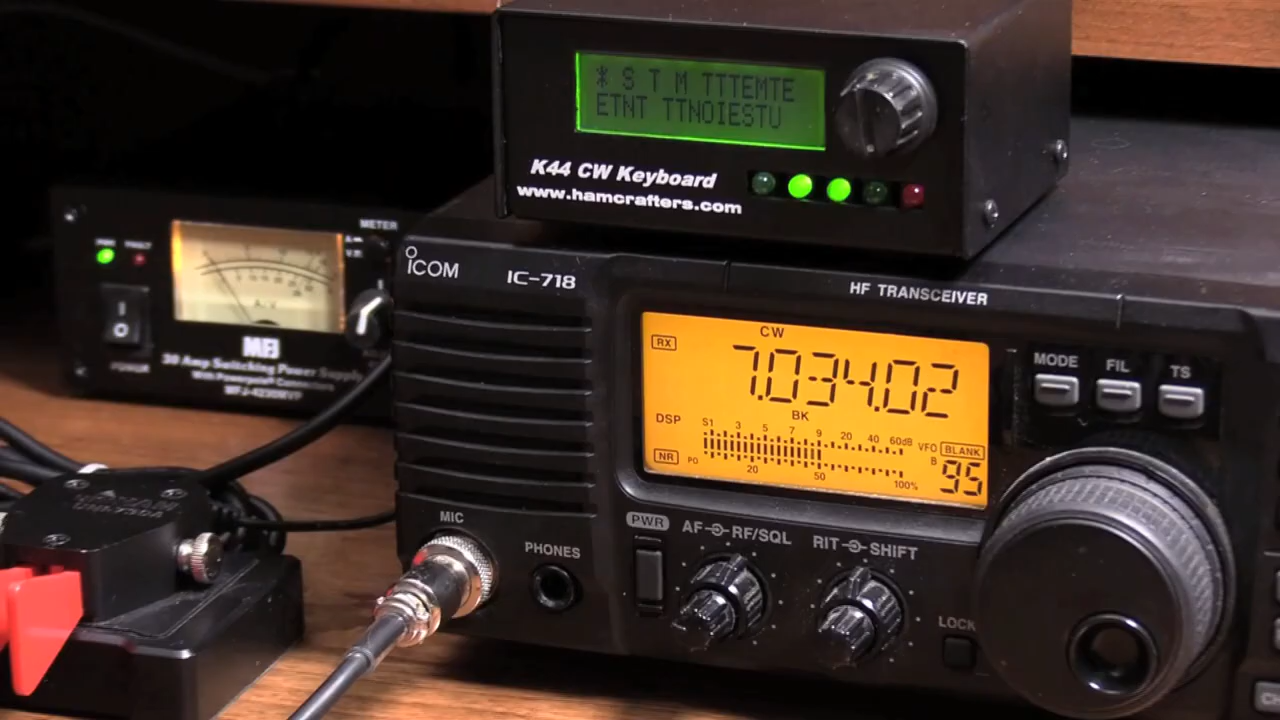 * S T M TTTEMTE
ETNT TTNOIESTU
K44 CW Keyboard
www.hamcrafters.com
METER
I
O
POWER
MFJ
30 Amp Switching Power Supply
ICOM
IC-718
HF TRANSCEIVER
CW
RX
7.034.02
BK
DSP
S1 3 5 7 9 20 40 60dB
VFO BLANK
B 95
NR
PO 20 50 100%
MODE FIL TS
MIC
PHONES
PWR
AF RF/SQL
RIT SHIFT
LOCK